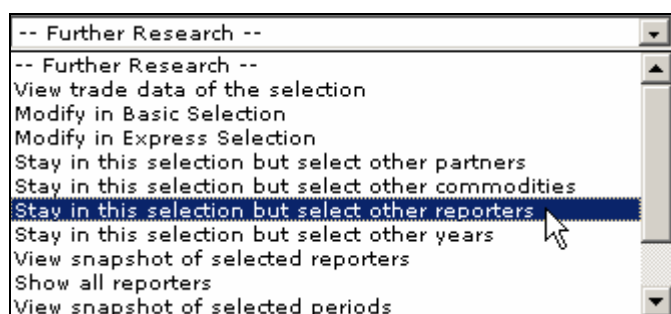 -- Further Research --
-- Further Research --
View trade data of the selection
Modify in Basic Selection
Modify in Express Selection
Stay in this selection but select other partners
Stay in this selection but select other commodities
Stay in this selection but select other reporters
Stay in this selection but select other years
View snapshot of selected reporters
Show all reporters
View snapshot of selected periods